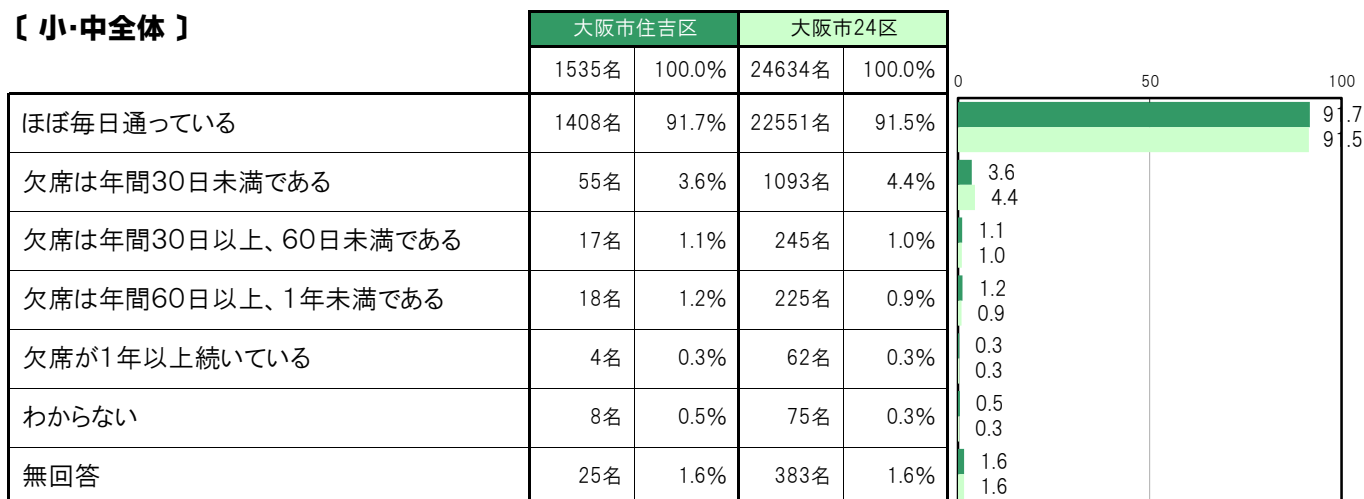 〔 小・中全体 〕
大阪市住吉区 大阪市24区
1535名 100.0% 24634名 100.0%
0 50 100
ほぼ毎日通っている 1408名 91.7% 22551名 91.5%
91.7
91.5
欠席は年間30日未満である 55名 3.6% 1093名 4.4%
3.6
4.4
欠席は年間30日以上、60日未満である 17名 1.1% 245名 1.0%
1.1
1.0
欠席は年間60日以上、1年未満である 18名 1.2% 225名 0.9%
1.2
0.9
欠席が1年以上続いている 4名 0.3% 62名 0.3%
0.3
0.3
わからない 8名 0.5% 75名 0.3%
0.5
0.3
無回答 25名 1.6% 383名 1.6%
1.6
1.6